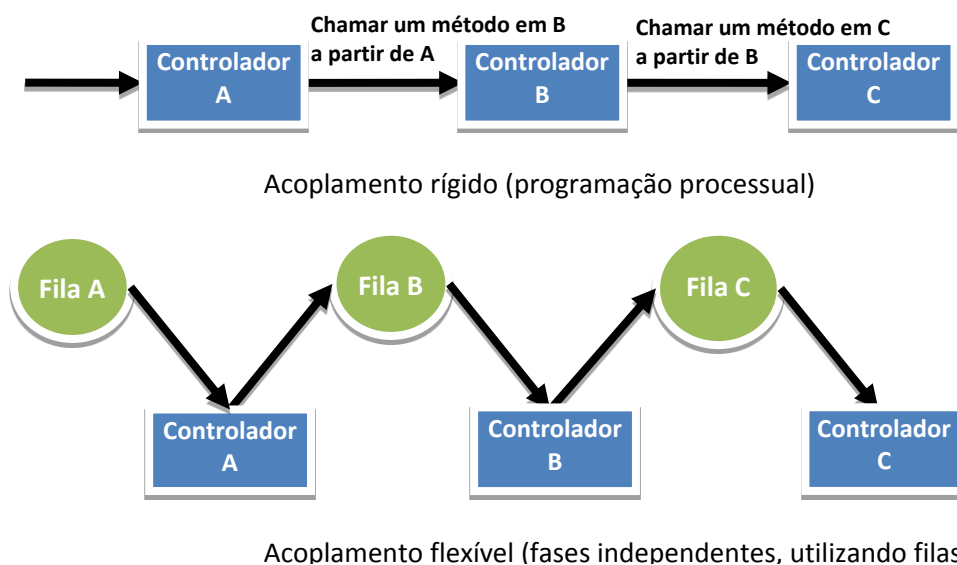 Chamar um método em B
a partir de A
Chamar um método em C
a partir de B
Controlador
A
Controlador
B
Controlador
C
Acoplamento rígido (programação processual)
Fila A
Fila B
Fila C
Controlador
A
Controlador
B
Controlador
C
Acoplamento flexível (fases independentes, utilizando filas